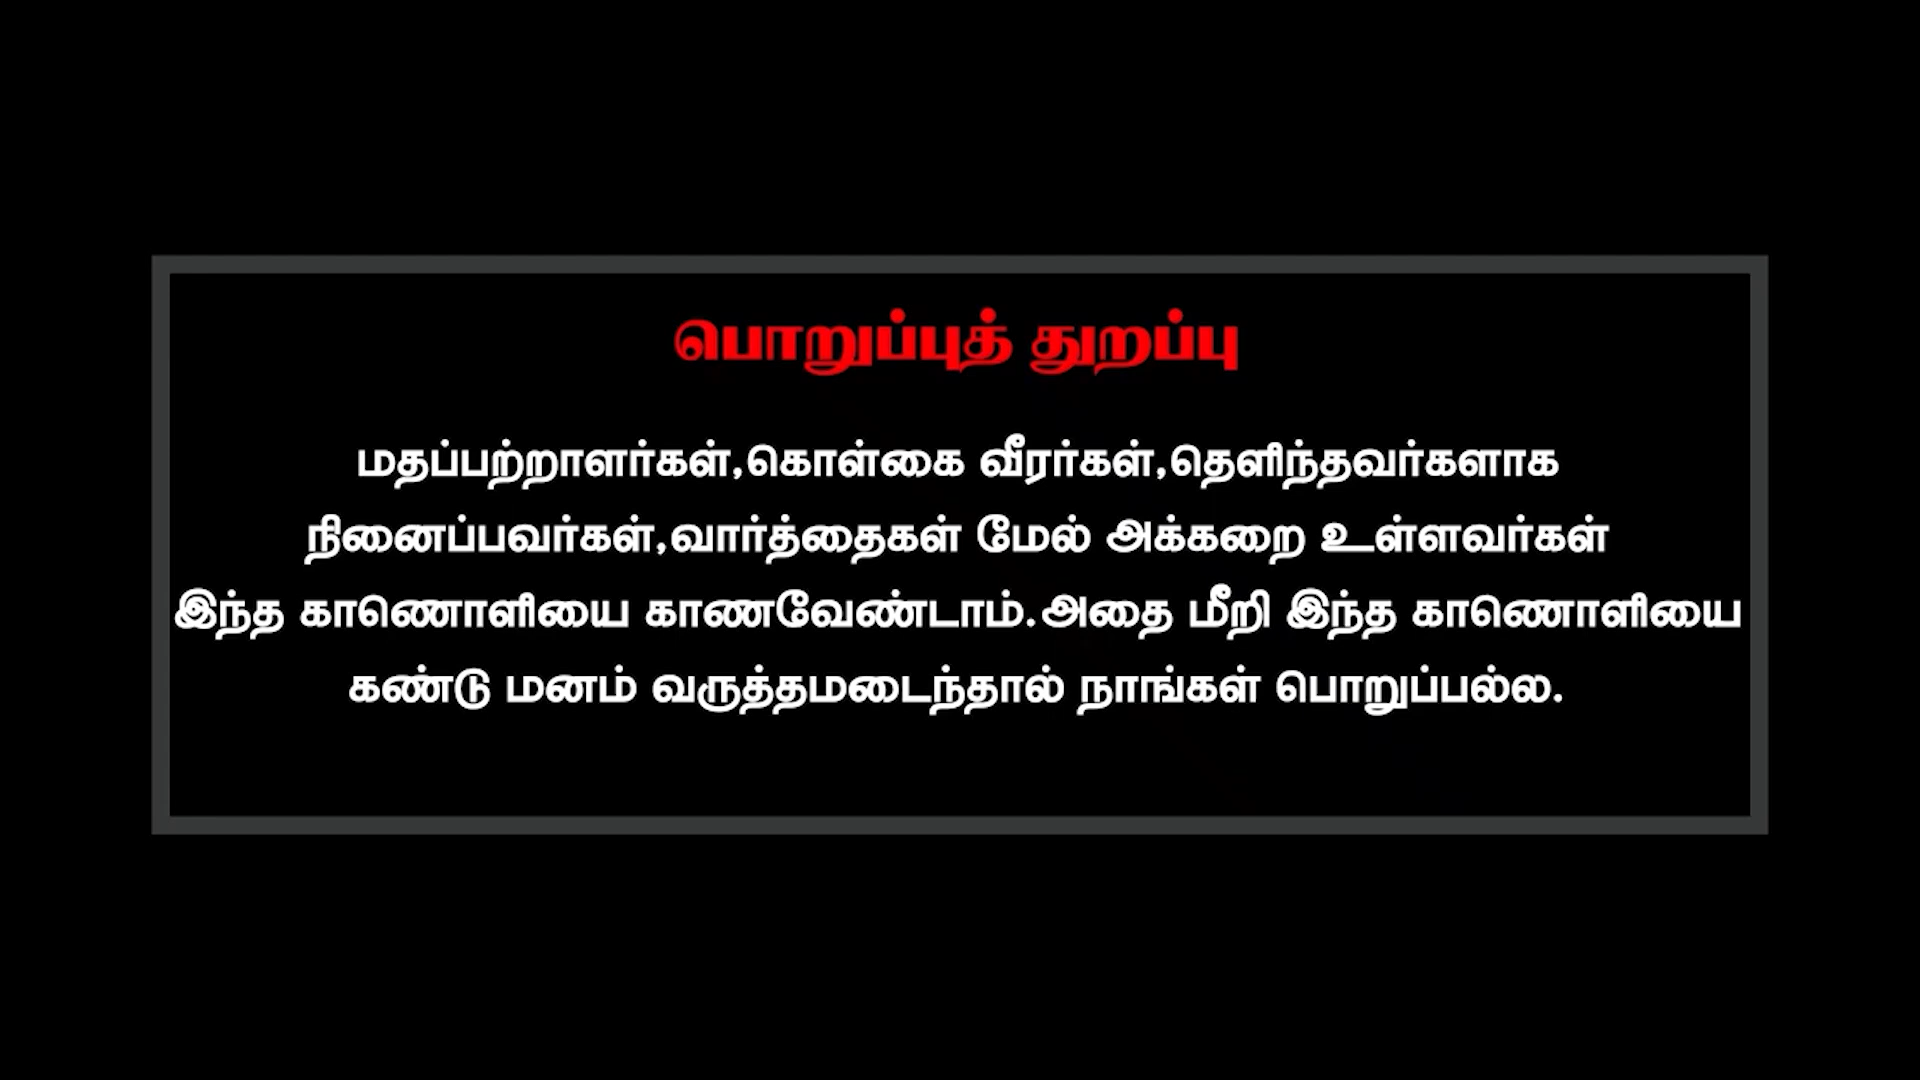 பொறுப்புத் துறப்பு
மதப்பற்றாளர்கள்,கொள்கை வீரர்கள்,தெளிந்தவர்களாக
நினைப்பவர்கள்,வார்த்தைகள் மேல் அக்கறை உள்ளவர்கள்
இந்த காணொளியை காணவேண்டாம்.அதை மீறி இந்த காணொளியை
கண்டு மனம் வருத்தமடைந்தால் நாங்கள் பொறுப்பல்ல.